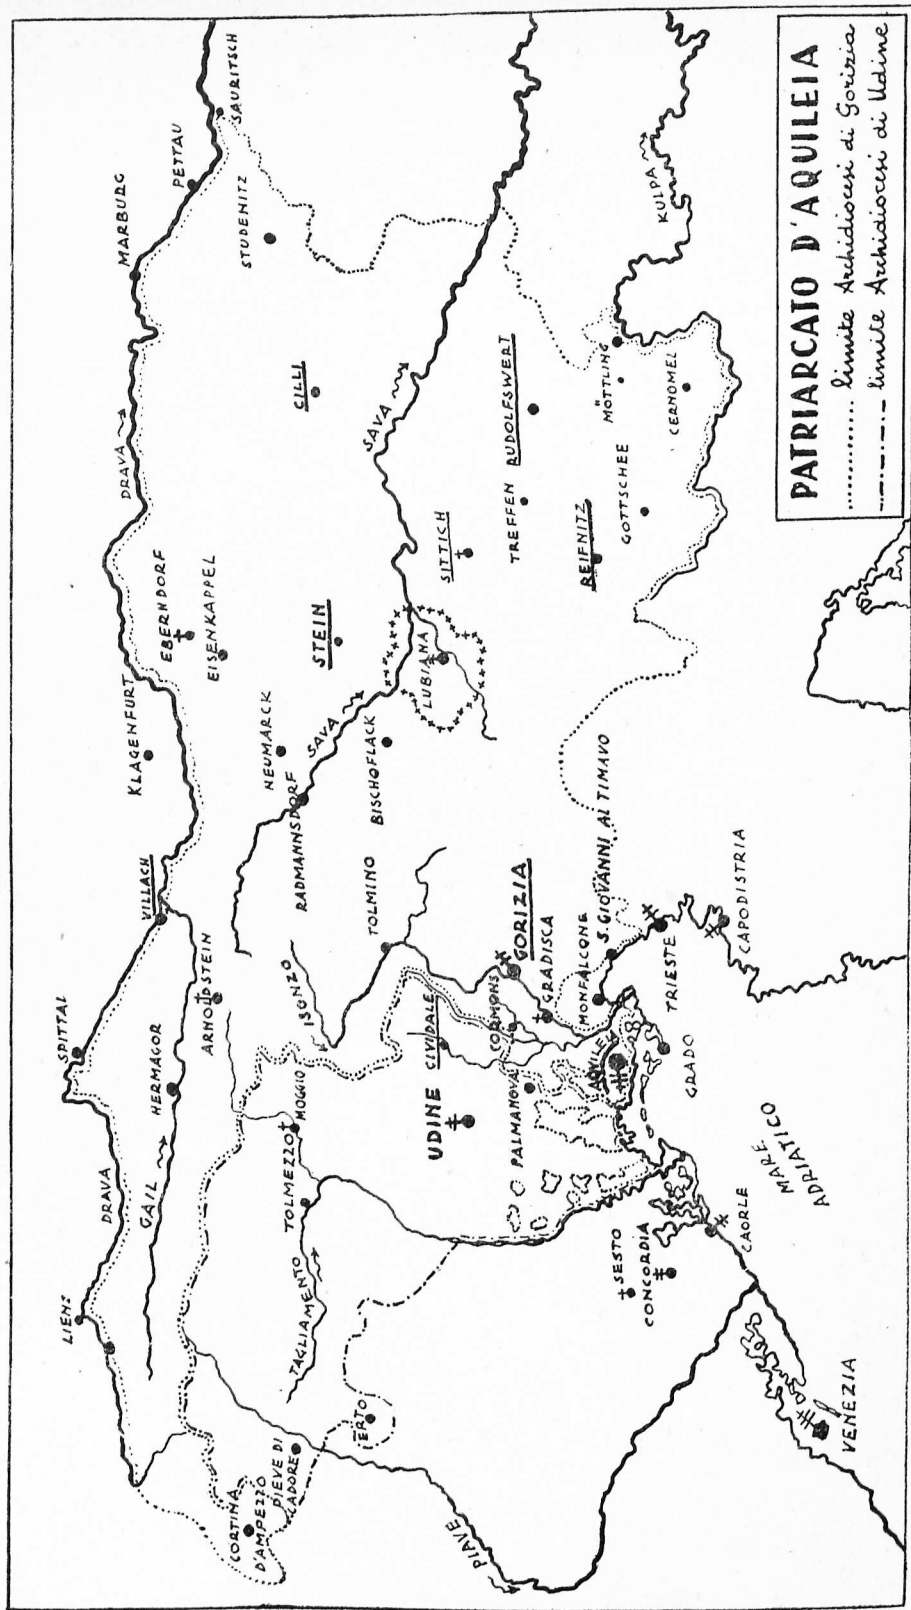 PATRIARCATO D'AQUILEIA
limite Archidiocesi di Gorizia
limite Archidiocesi di Udine
LIENZ
DRAVA
SPITTAL
GAIL
HERMAGOR
VILLACH
ARNOLDSTEIN
KLAGENFURT
EBERNDORF
EISENKAPPEL
DRAVA
MARBURG
PETTAU
SAURITSCH
STUDENITZ
CILLI
STEIN
NEUMARCK
RADMANNSDORF
SAVA
BISCHOFLACK
LUBIANA
SAVA
SITTICH
TREFFEN
RUDOLFSWERT
REIFNITZ
GOTTSCHEE
MÖTTLING
CERNOMEL
KULPA
CORTINA
D'AMPEZZO
PIEVE DI
CADORE
ERTO
TAGLIAMENTO
TOLMEZZO
MOGGIO
ISONZO
TOLMINO
UDINE
CIVIDALE
CORMONS
GORIZIA
GRADISCA
PALMANOVA
MONFALCONE
S. GIOVANNI AL TIMAVO
TRIESTE
CAPODISTRIA
GRADO
MARE
ADRIATICO
SESTO
CONCORDIA
CAORLE
PIAVE
VENEZIA